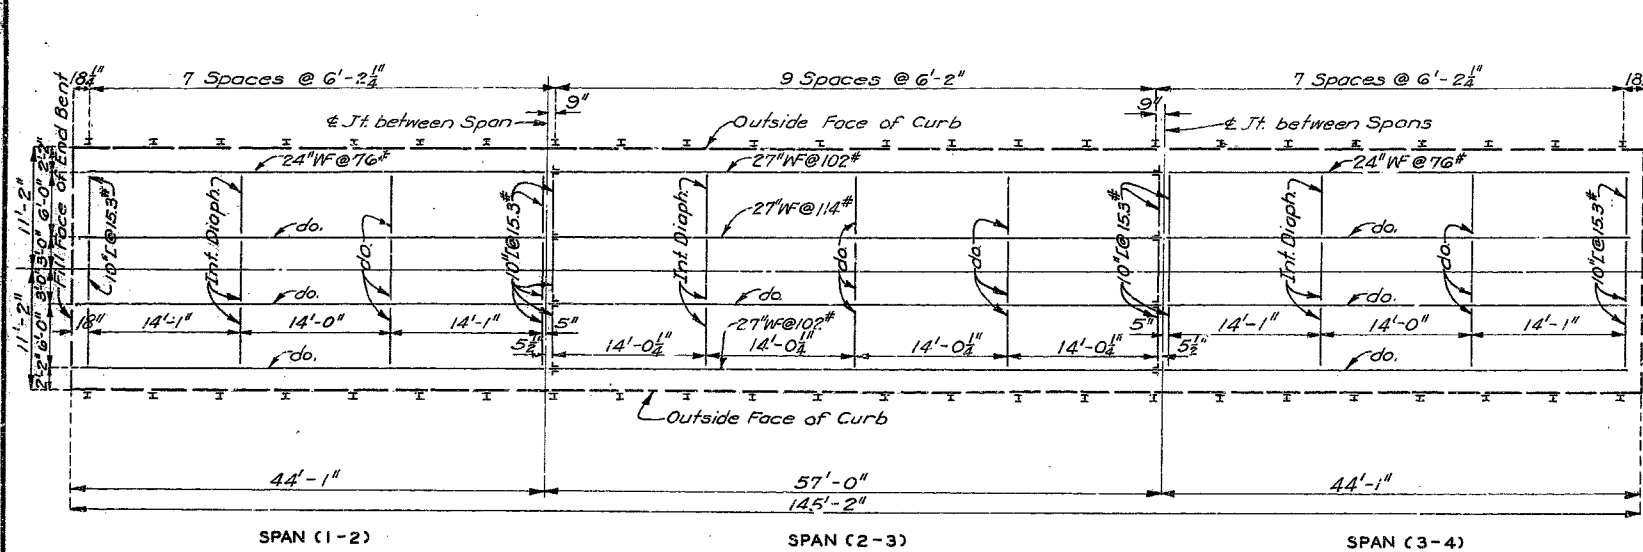 18¼" 7 Spaces @ 6'-2¼" 9 Spaces @ 6'-2" 7 Spaces @ 6'-2¼" 18
9" 9"
℄ Jt. between Span Outside Face of Curb ℄ Jt. between Spans
24"WF@76# 27"WF@102# 24"WF@76#
Fill Face of End Bent
11'-2" 11'-2"
2'-2" 6'-0" 3'-0" 3'-0" 6'-0" 2'-2"
10"[@15.3# Int. Diaph. do. 10"[@15.3# Int. Diaph. do. do. 10"[@15.3# Int. Diaph. do. 10"[@15.3#
do. 27"WF@114# do.
do. do. do.
18" 14'-1" 14'-0" 14'-1" 5" 27"WF@102# 5" 14'-1" 14'-0" 14'-1"
5½" 14'-0¼" 14'-0¼" 14'-0¼" 14'-0¼" 5½"
do. do.
Outside Face of Curb
44'-1" 57'-0" 44'-1"
145'-2"
SPAN (1-2) SPAN (2-3) SPAN (3-4)